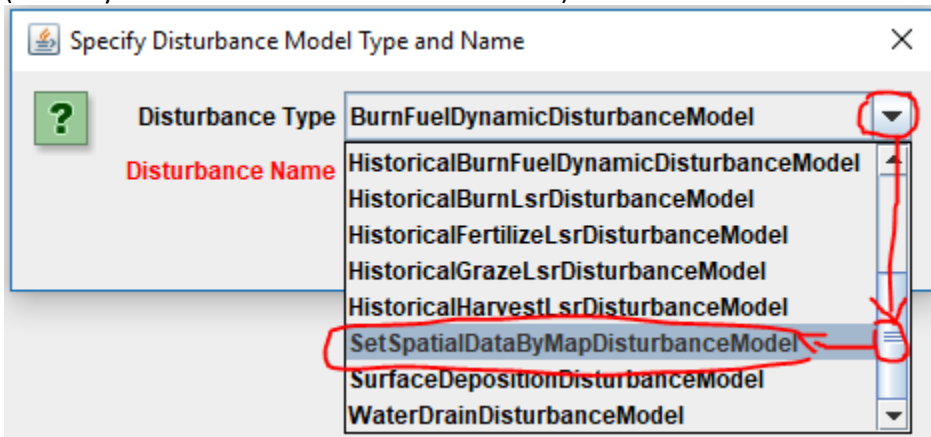 Specify Disturbance Model Type and Name
?
Disturbance Type BurnFuelDynamicDisturbanceModel
Disturbance Name
HistoricalBurnFuelDynamicDisturbanceModel
HistoricalBurnLsrDisturbanceModel
HistoricalFertilizeLsrDisturbanceModel
HistoricalGrazeLsrDisturbanceModel
HistoricalHarvestLsrDisturbanceModel
SetSpatialDataByMapDisturbanceModel
SurfaceDepositionDisturbanceModel
WaterDrainDisturbanceModel